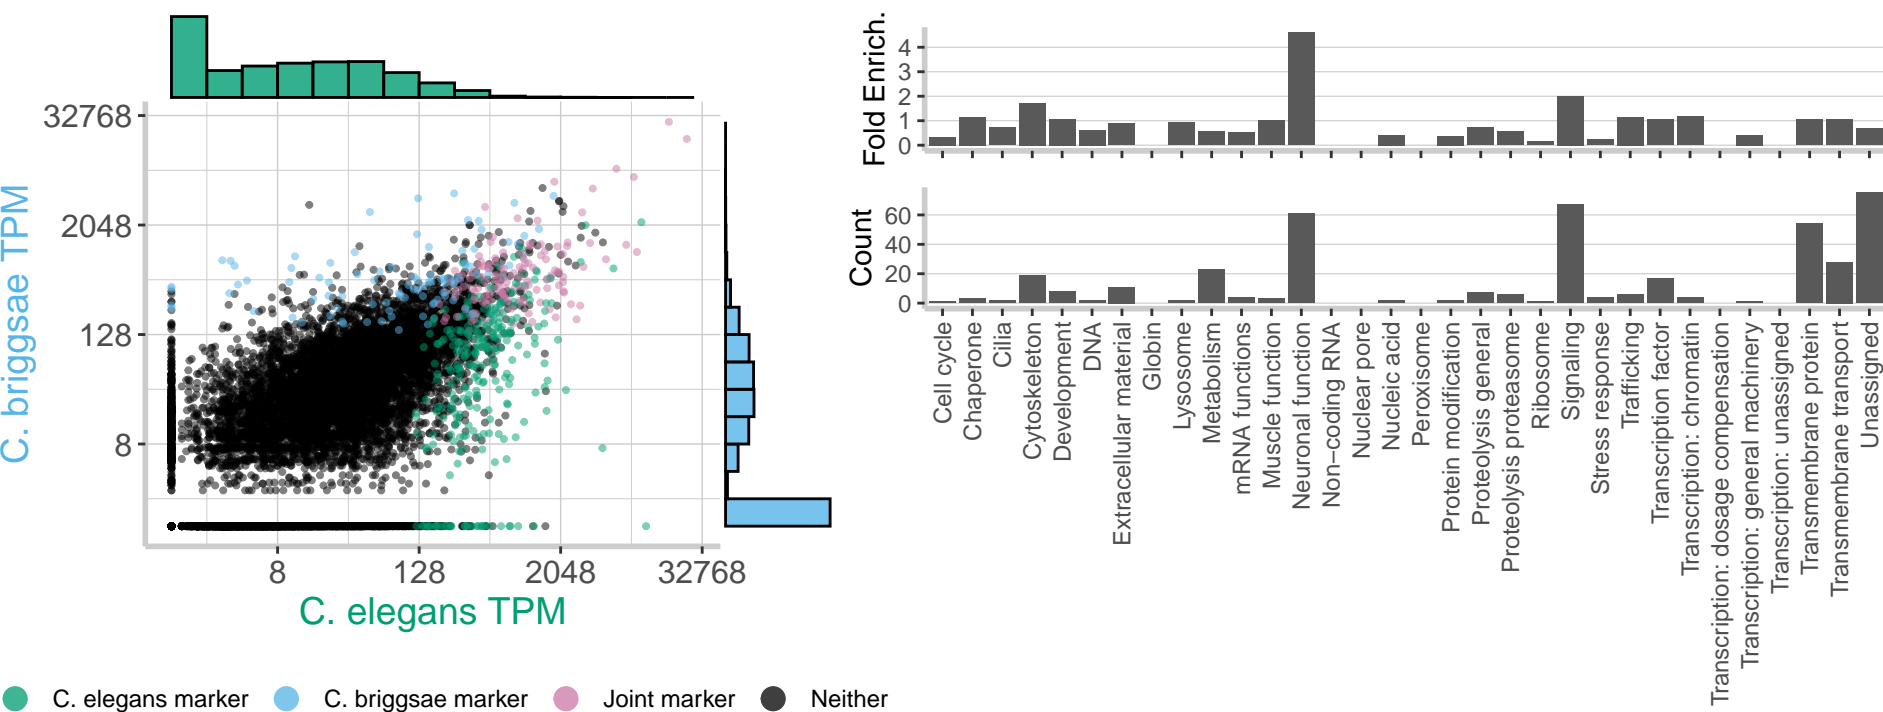 32768
2048
128
8
C. briggsae TPM
8
128
2048
32768
C. elegans TPM
C. elegans marker
C. briggsae marker
Joint marker
Neither
Fold Enrich.
4
3
2
1
0
Count
60
40
20
0
Cell cycle
Chaperone
Cilia
Cytoskeleton
Development
DNA
Extracellular material
Globin
Lysosome
Metabolism
mRNA functions
Muscle function
Neuronal function
Non−coding RNA
Nuclear pore
Nucleic acid
Peroxisome
Protein modification
Proteolysis general
Proteolysis proteasome
Ribosome
Signaling
Stress response
Trafficking
Transcription factor
Transcription: chromatin
Transcription: dosage compensation
Transcription: general machinery
Transcription: unassigned
Transmembrane protein
Transmembrane transport
Unassigned